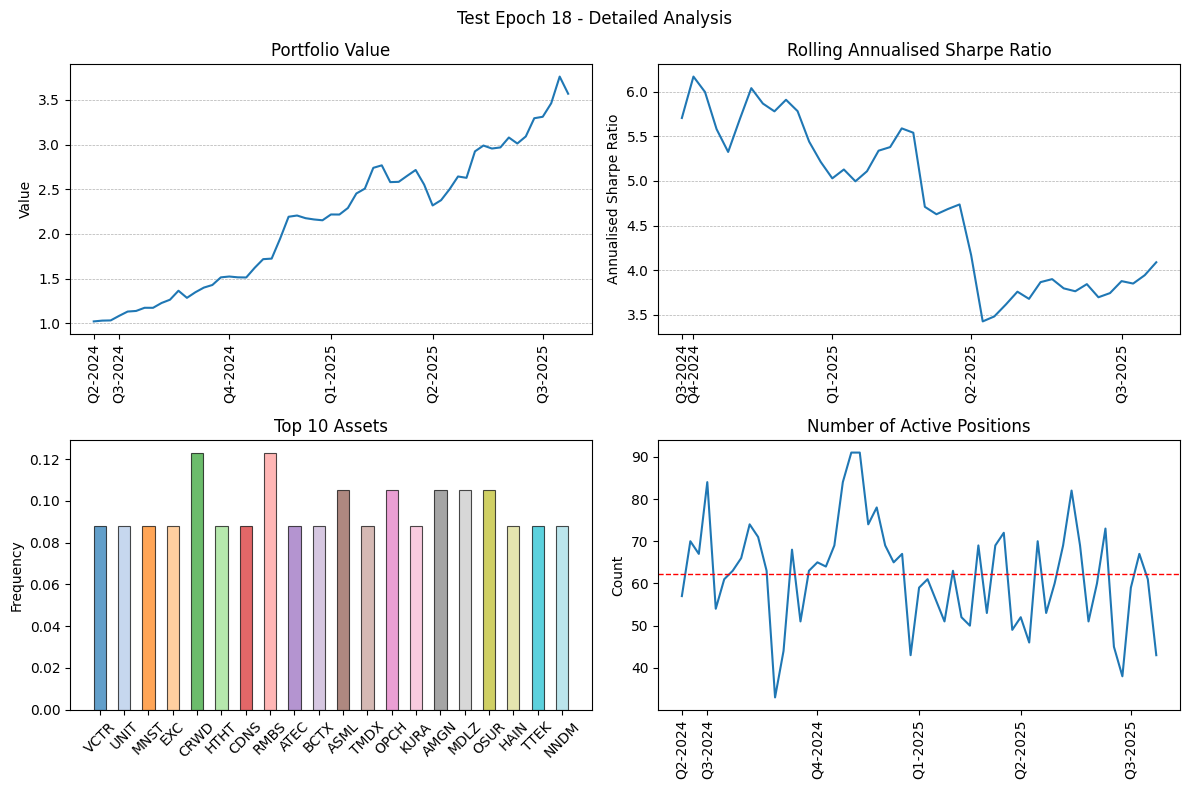 Test Epoch 18 - Detailed Analysis
Portfolio Value
Value
3.5
3.0
2.5
2.0
1.5
1.0
Q2-2024
Q3-2024
Q4-2024
Q1-2025
Q2-2025
Q3-2025
Rolling Annualised Sharpe Ratio
Annualised Sharpe Ratio
6.0
5.5
5.0
4.5
4.0
3.5
Q3-2024
Q4-2024
Q1-2025
Q2-2025
Q3-2025
Top 10 Assets
Frequency
0.12
0.10
0.08
0.06
0.04
0.02
0.00
VCTR
UNIT
MNST
EXC
CRWD
HTHT
CDNS
RMBS
ATEC
BCTX
ASML
TMDX
OPCH
KURA
AMGN
MDLZ
OSUR
HAIN
TTEK
NNDM
Number of Active Positions
Count
90
80
70
60
50
40
Q2-2024
Q3-2024
Q4-2024
Q1-2025
Q2-2025
Q3-2025